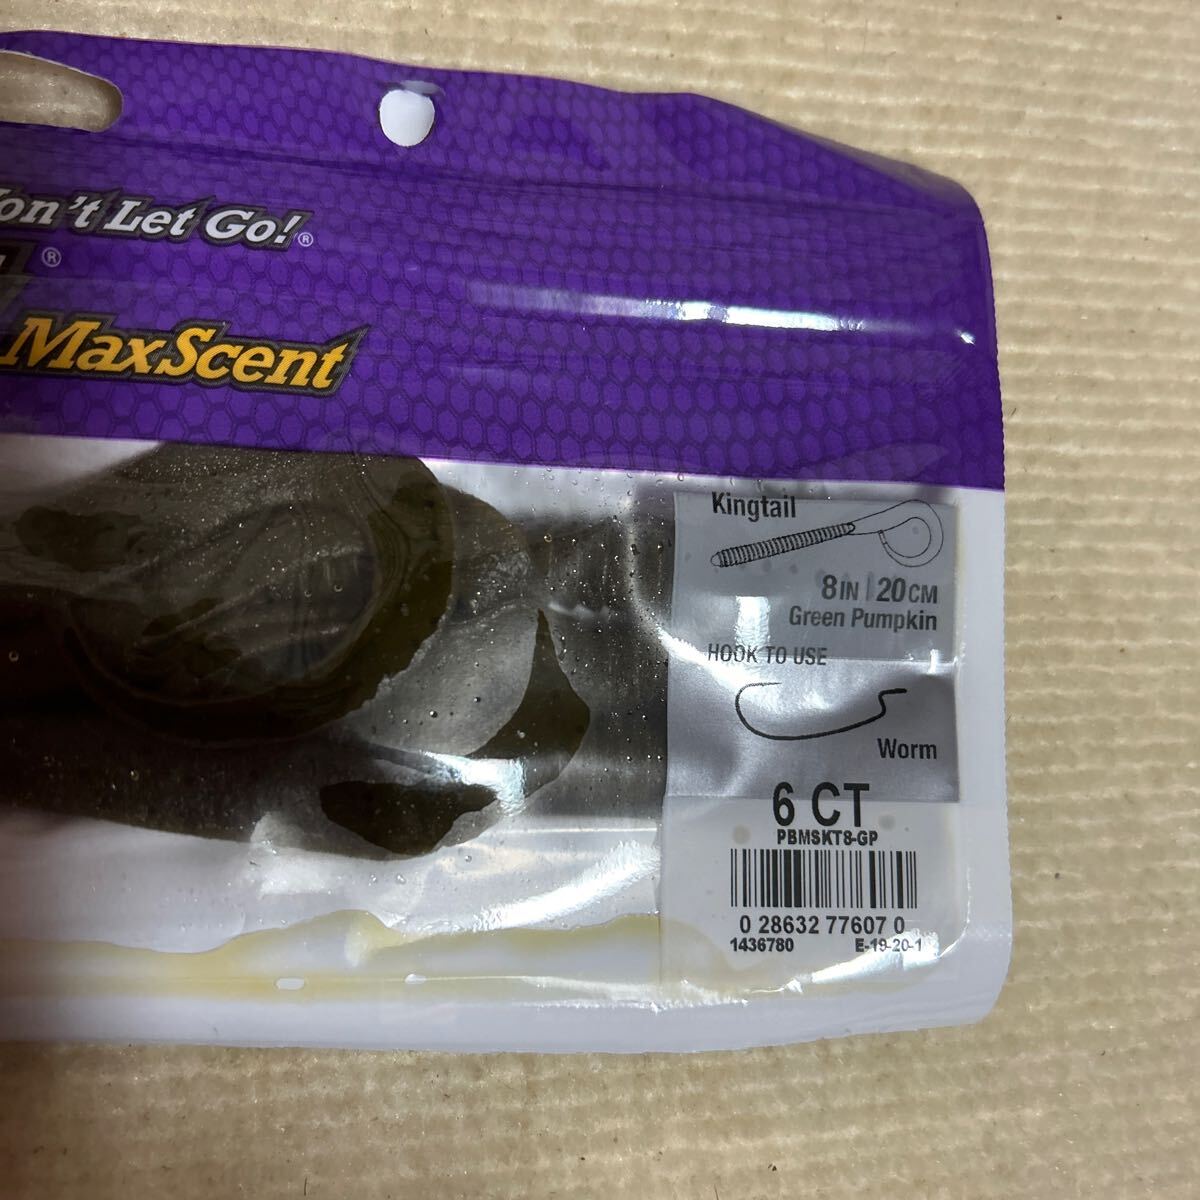 on't Let Go!®
®
MaxScent
Kingtail
8IN | 20CM
Green Pumpkin
HOOK TO USE
Worm
6 CT
PBMSKT8-GP
0 28632 77607 0
1436780 E-19-20-1